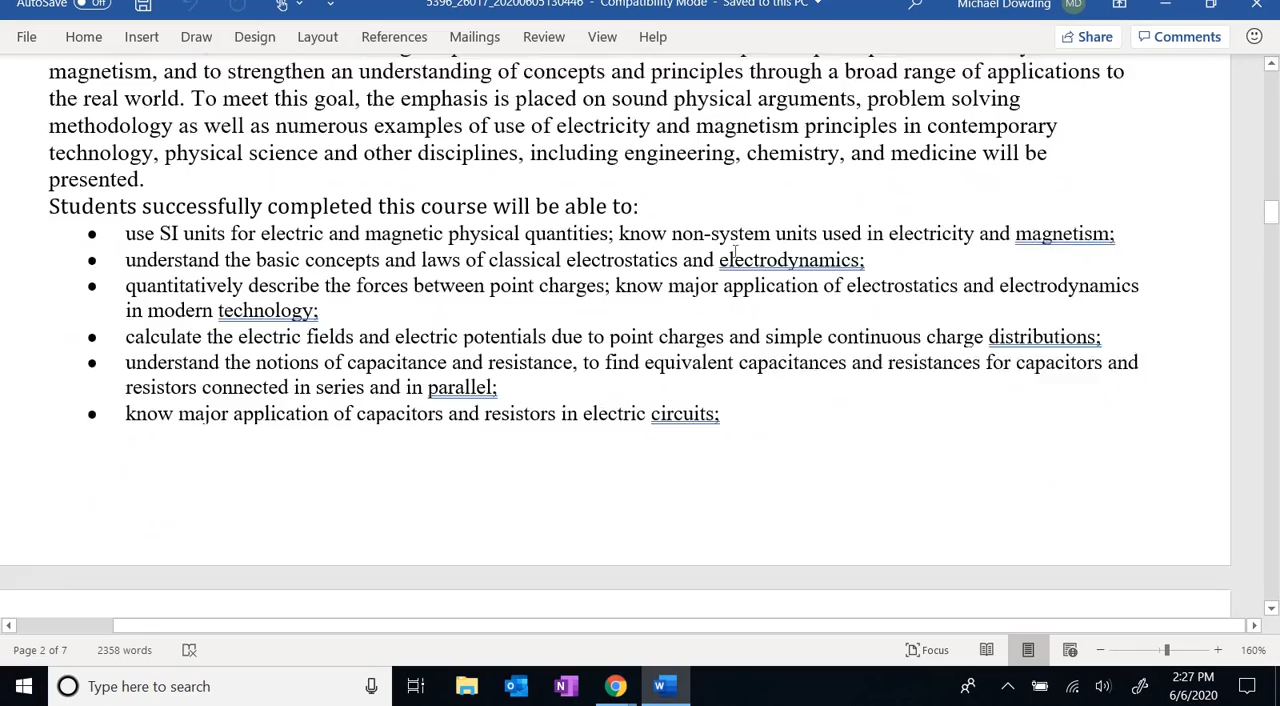 AutoSave Off 5396_26017_20200605130446 - Compatibility Mode - Saved to this PC Michael Dowding MD
File Home Insert Draw Design Layout References Mailings Review View Help Share Comments
magnetism, and to strengthen an understanding of concepts and principles through a broad range of applications to
the real world. To meet this goal, the emphasis is placed on sound physical arguments, problem solving
methodology as well as numerous examples of use of electricity and magnetism principles in contemporary
technology, physical science and other disciplines, including engineering, chemistry, and medicine will be
presented.
Students successfully completed this course will be able to:
• use SI units for electric and magnetic physical quantities; know non-system units used in electricity and magnetism;
• understand the basic concepts and laws of classical electrostatics and electrodynamics;
• quantitatively describe the forces between point charges; know major application of electrostatics and electrodynamics
in modern technology;
• calculate the electric fields and electric potentials due to point charges and simple continuous charge distributions;
• understand the notions of capacitance and resistance, to find equivalent capacitances and resistances for capacitors and
resistors connected in series and in parallel;
• know major application of capacitors and resistors in electric circuits;
Page 2 of 7 2358 words Focus 160%
Type here to search 2:27 PM
6/6/2020